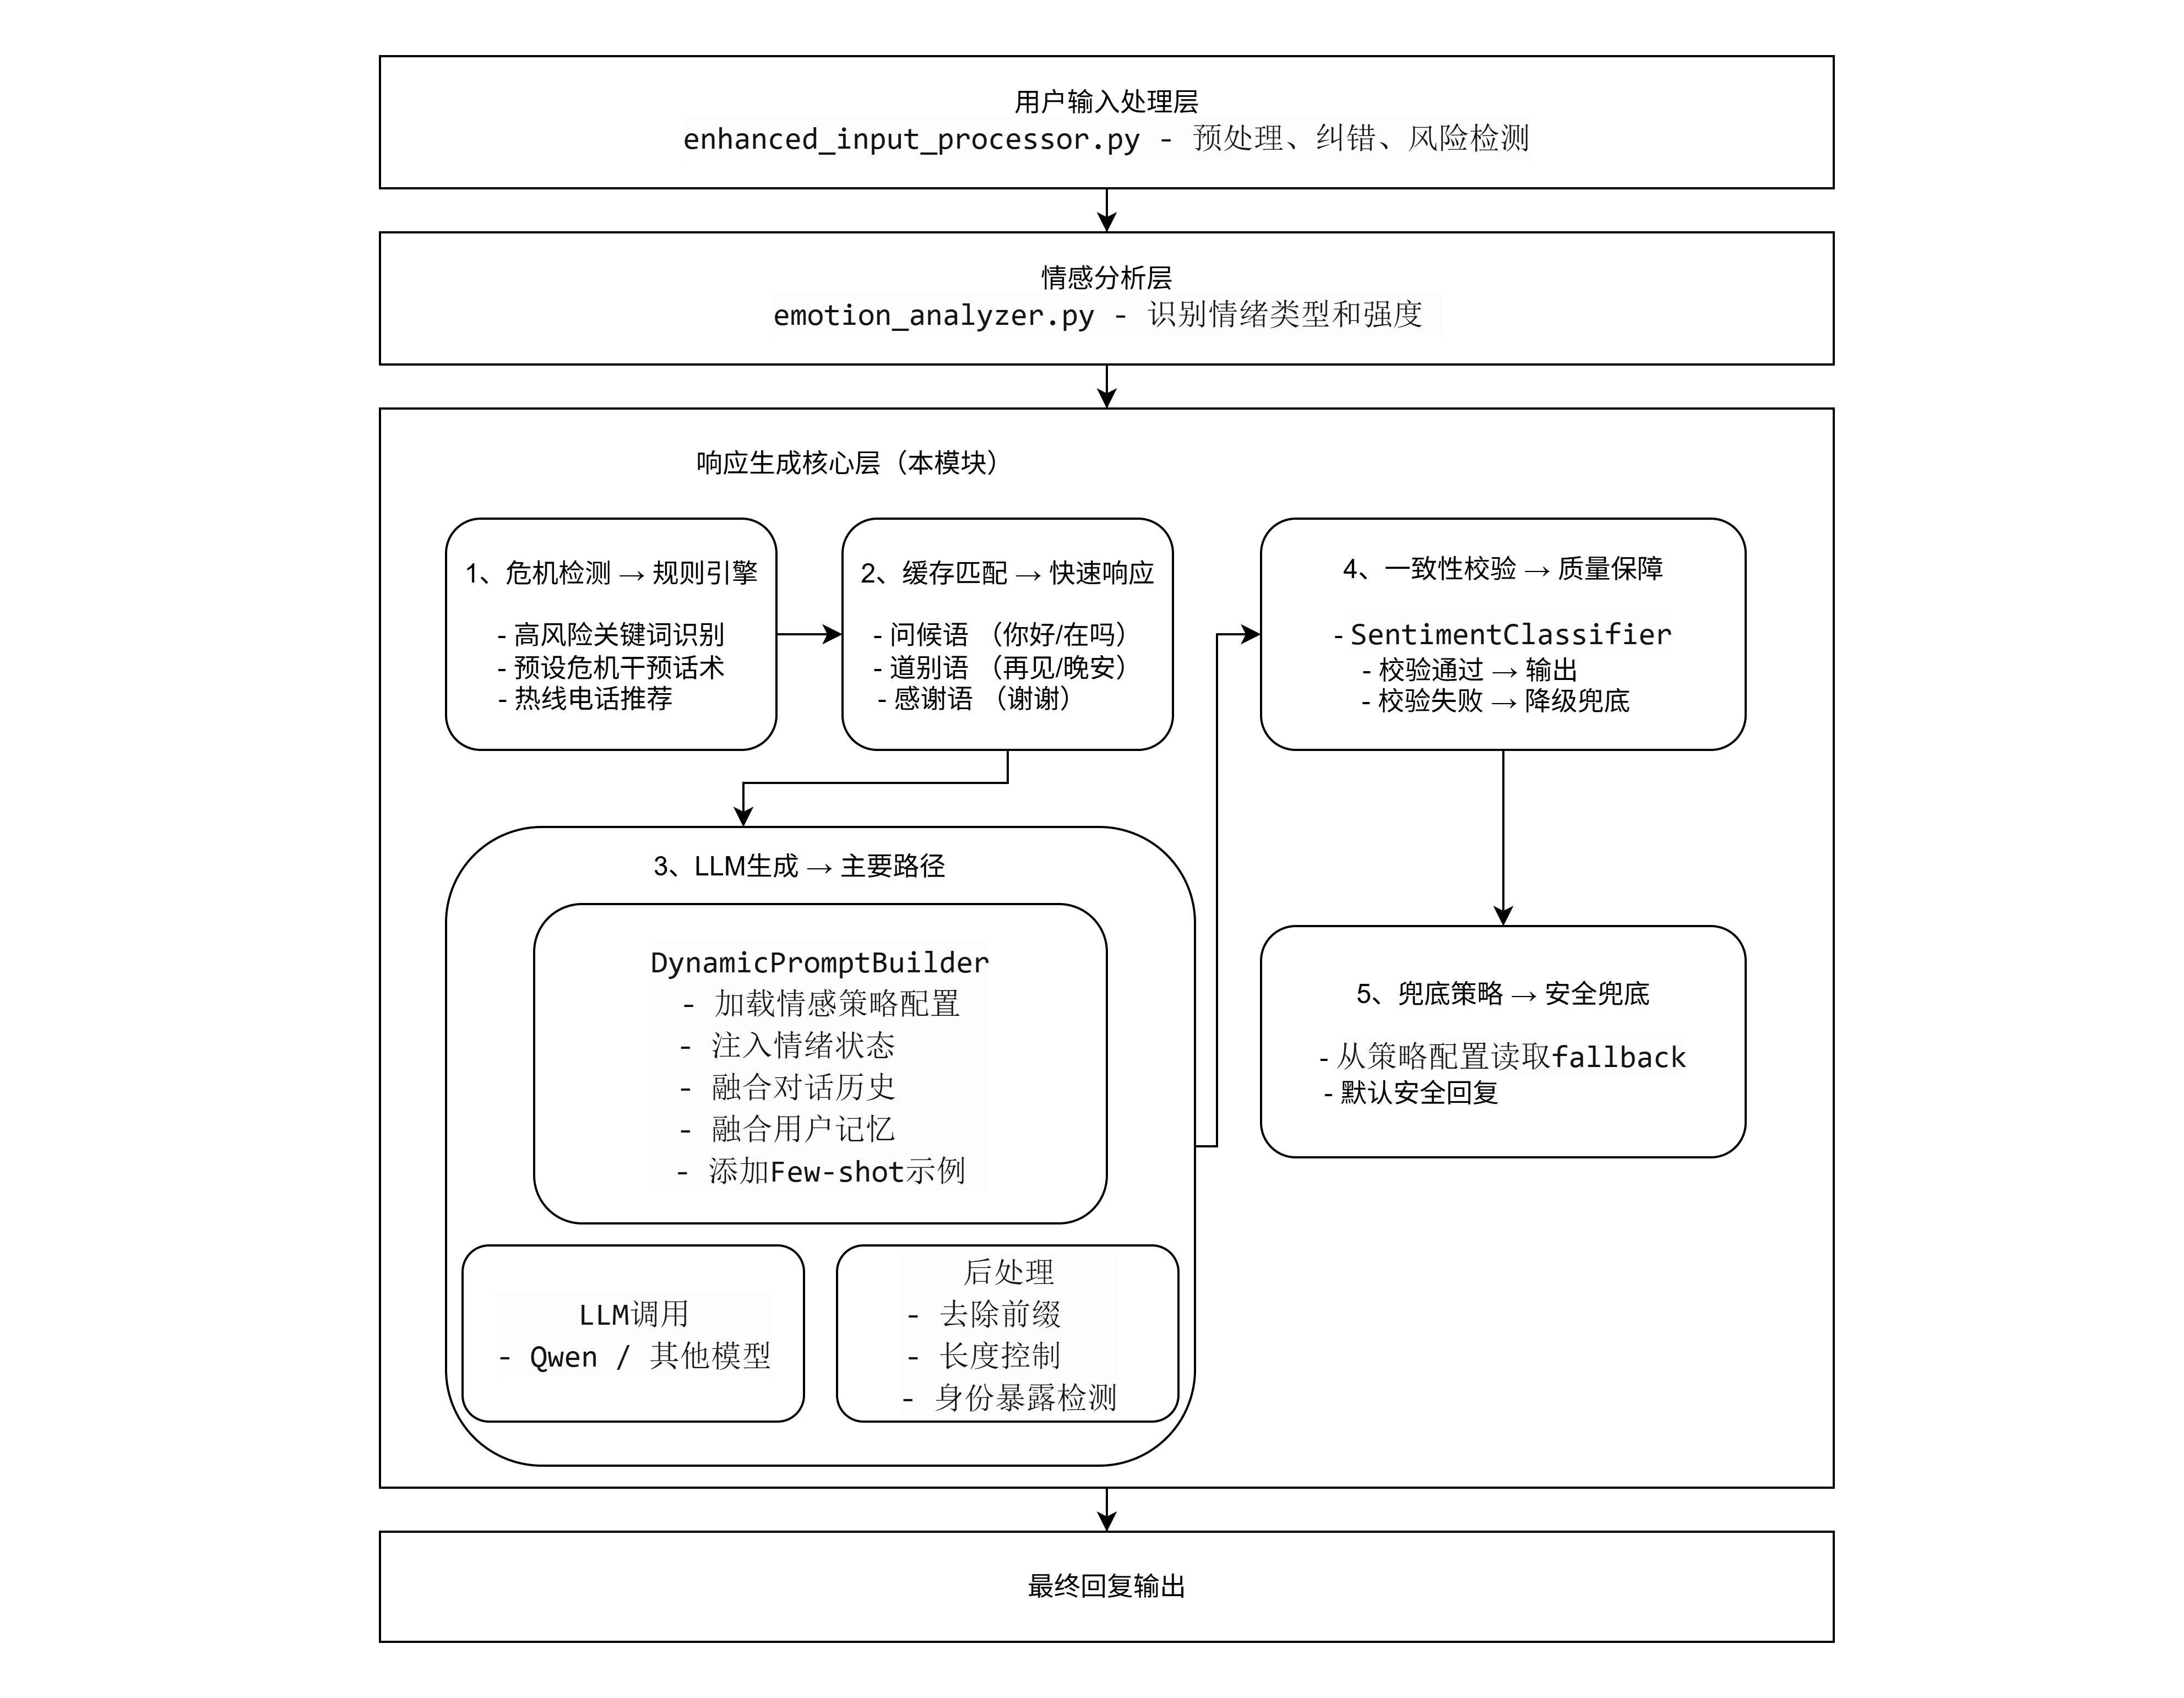 用户输入处理层
enhanced_input_processor.py - 预处理、纠错、风险检测
情感分析层
emotion_analyzer.py - 识别情绪类型和强度
响应生成核心层（本模块）
1、危机检测 → 规则引擎
- 高风险关键词识别
- 预设危机干预话术
- 热线电话推荐
2、缓存匹配 → 快速响应
- 问候语 （你好/在吗）
- 道别语 （再见/晚安）
- 感谢语 （谢谢）
3、LLM生成 → 主要路径
DynamicPromptBuilder
- 加载情感策略配置
- 注入情绪状态
- 融合对话历史
- 融合用户记忆
- 添加Few-shot示例
LLM调用
- Qwen / 其他模型
后处理
- 去除前缀
- 长度控制
- 身份暴露检测
4、一致性校验 → 质量保障
- SentimentClassifier
- 校验通过 → 输出
- 校验失败 → 降级兜底
5、兜底策略 → 安全兜底
- 从策略配置读取fallback
- 默认安全回复
最终回复输出